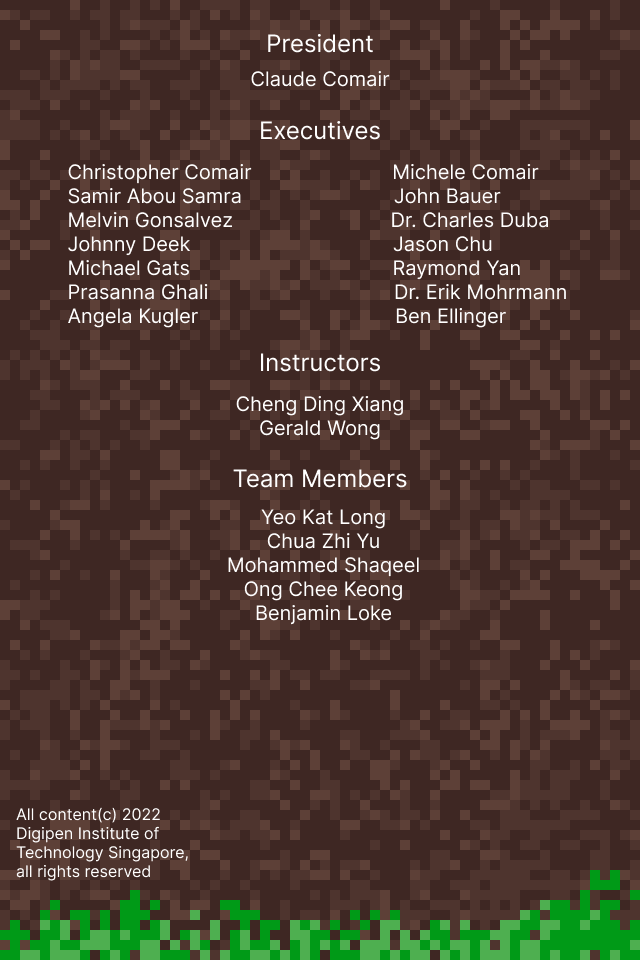 President
Claude Comair
Executives
Christopher Comair
Samir Abou Samra
Melvin Gonsalvez
Johnny Deek
Michael Gats
Prasanna Ghali
Angela Kugler
Michele Comair
John Bauer
Dr. Charles Duba
Jason Chu
Raymond Yan
Dr. Erik Mohrmann
Ben Ellinger
Instructors
Cheng Ding Xiang
Gerald Wong
Team Members
Yeo Kat Long
Chua Zhi Yu
Mohammed Shaqeel
Ong Chee Keong
Benjamin Loke
All content(c) 2022
Digipen Institute of
Technology Singapore,
all rights reserved